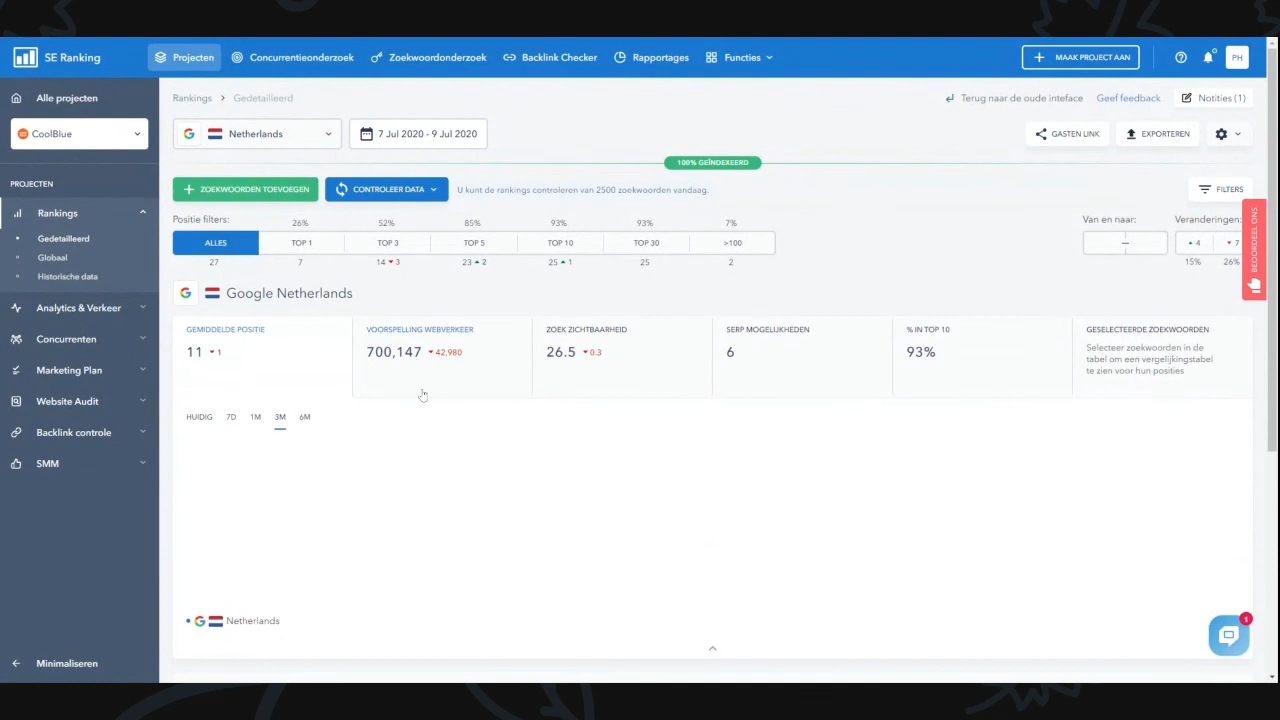 SE Ranking
Projecten
Concurrentieonderzoek
Zoekwoordonderzoek
Backlink Checker
Rapportages
Functies
MAAK PROJECT AAN
PH
Alle projecten
CoolBlue
PROJECTEN
Rankings
Gedetailleerd
Globaal
Historische data
Analytics & Verkeer
Concurrenten
Marketing Plan
Website Audit
Backlink controle
SMM
Minimaliseren
Rankings > Gedetailleerd
Terug naar de oude inteface
Geef feedback
Notities (1)
Netherlands
7 Jul 2020 - 9 Jul 2020
GASTEN LINK
EXPORTEREN
100% GEÏNDEXEERD
ZOEKWOORDEN TOEVOEGEN
CONTROLEER DATA
U kunt de rankings controleren van 2500 zoekwoorden vandaag.
FILTERS
Positie filters:
26% 52% 85% 93% 93% 7%
ALLES TOP 1 TOP 3 TOP 5 TOP 10 TOP 30 >100
27 7 14 3 23 2 25 1 25 2
Van en naar:
Veranderingen:
— 4 7
15% 26%
BEOORDEEL ONS
Google Netherlands
GEMIDDELDE POSITIE
11 1
VOORSPELLING WEBVERKEER
700,147 42,980
ZOEK ZICHTBAARHEID
26.5 0.3
SERP MOGELIJKHEDEN
6
% IN TOP 10
93%
GESELECTEERDE ZOEKWOORDEN
Selecteer zoekwoorden in de
tabel om een vergelijkingstabel
te zien voor hun posities
HUIDIG 7D 1M 3M 6M
Netherlands
1